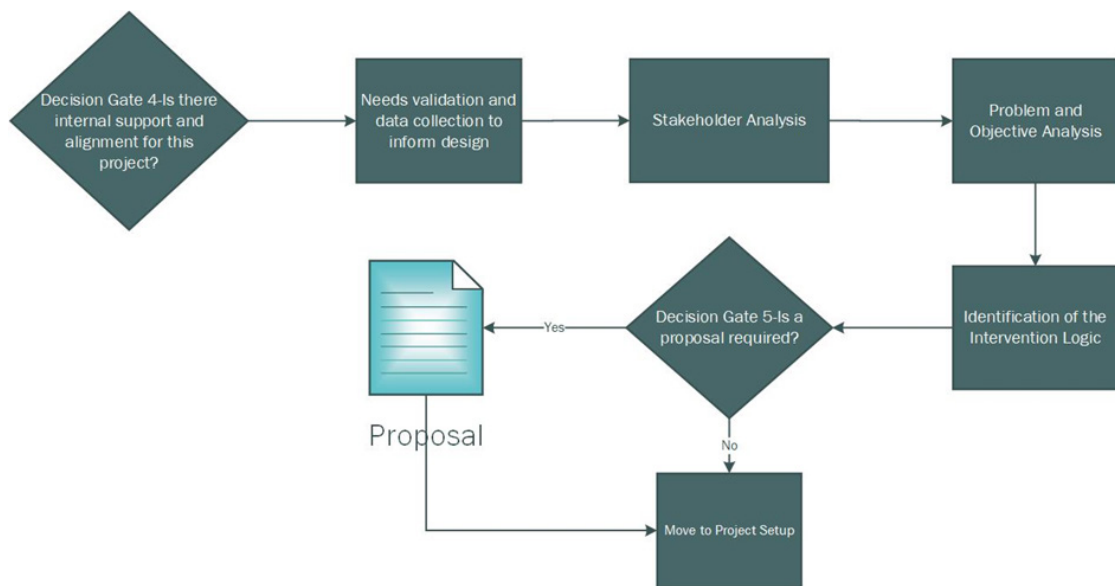 Decision Gate 4-Is there
internal support and
alignment for this
project?
Needs validation and
data collection to
inform design
Stakeholder Analysis
Problem and
Objective Analysis
Identification of the
Intervention Logic
Decision Gate 5-Is a
proposal required?
Yes
Proposal
No
Move to Project Setup